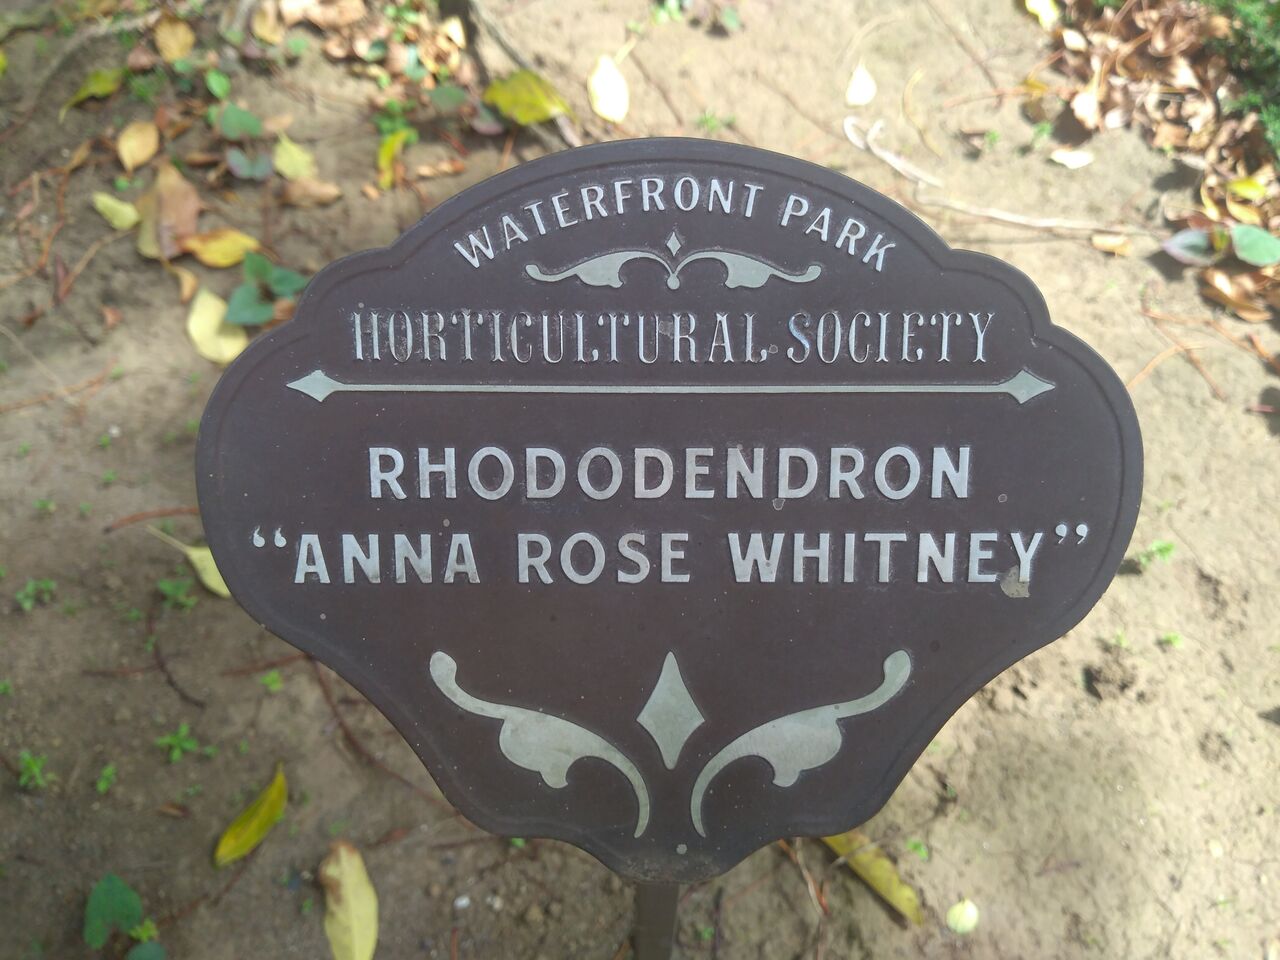 WATERFRONT PARK
HORTICULTURAL SOCIETY
RHODODENDRON
“ANNA ROSE WHITNEY”